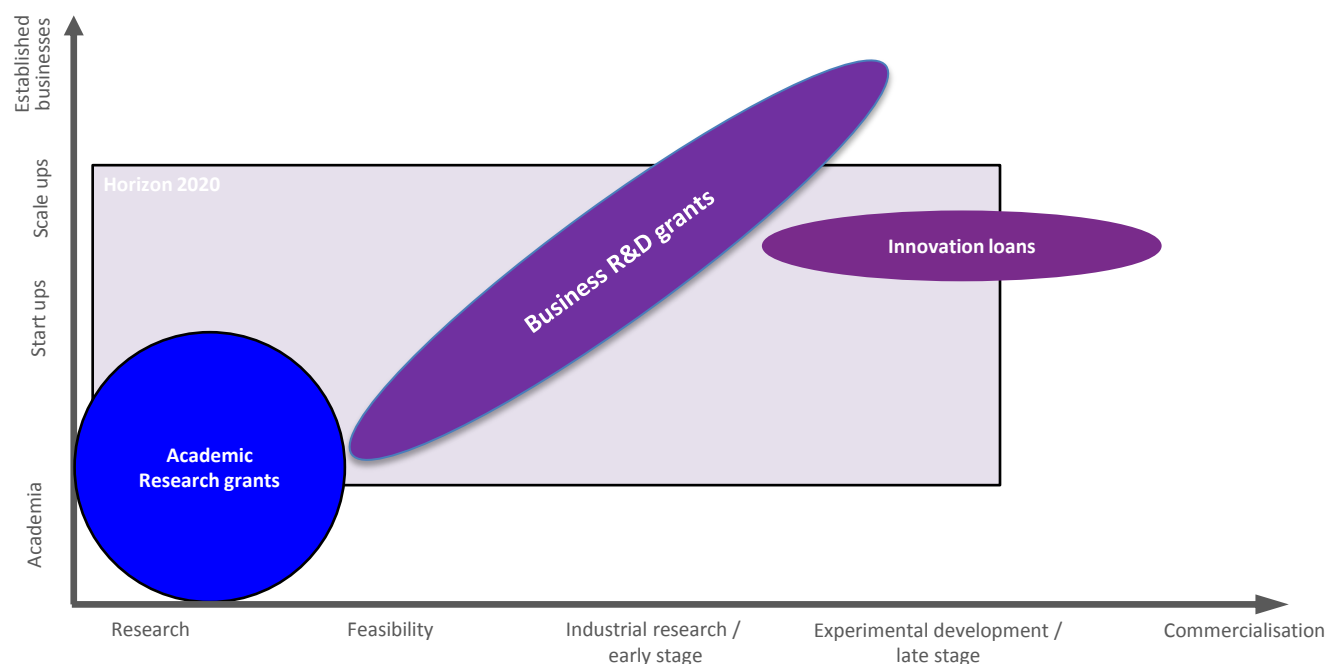 Established
businesses
Scale ups
Start ups
Academia
Horizon 2020
Business R&D grants
Innovation loans
Academic
Research grants
Research
Feasibility
Industrial research /
early stage
Experimental development /
late stage
Commercialisation